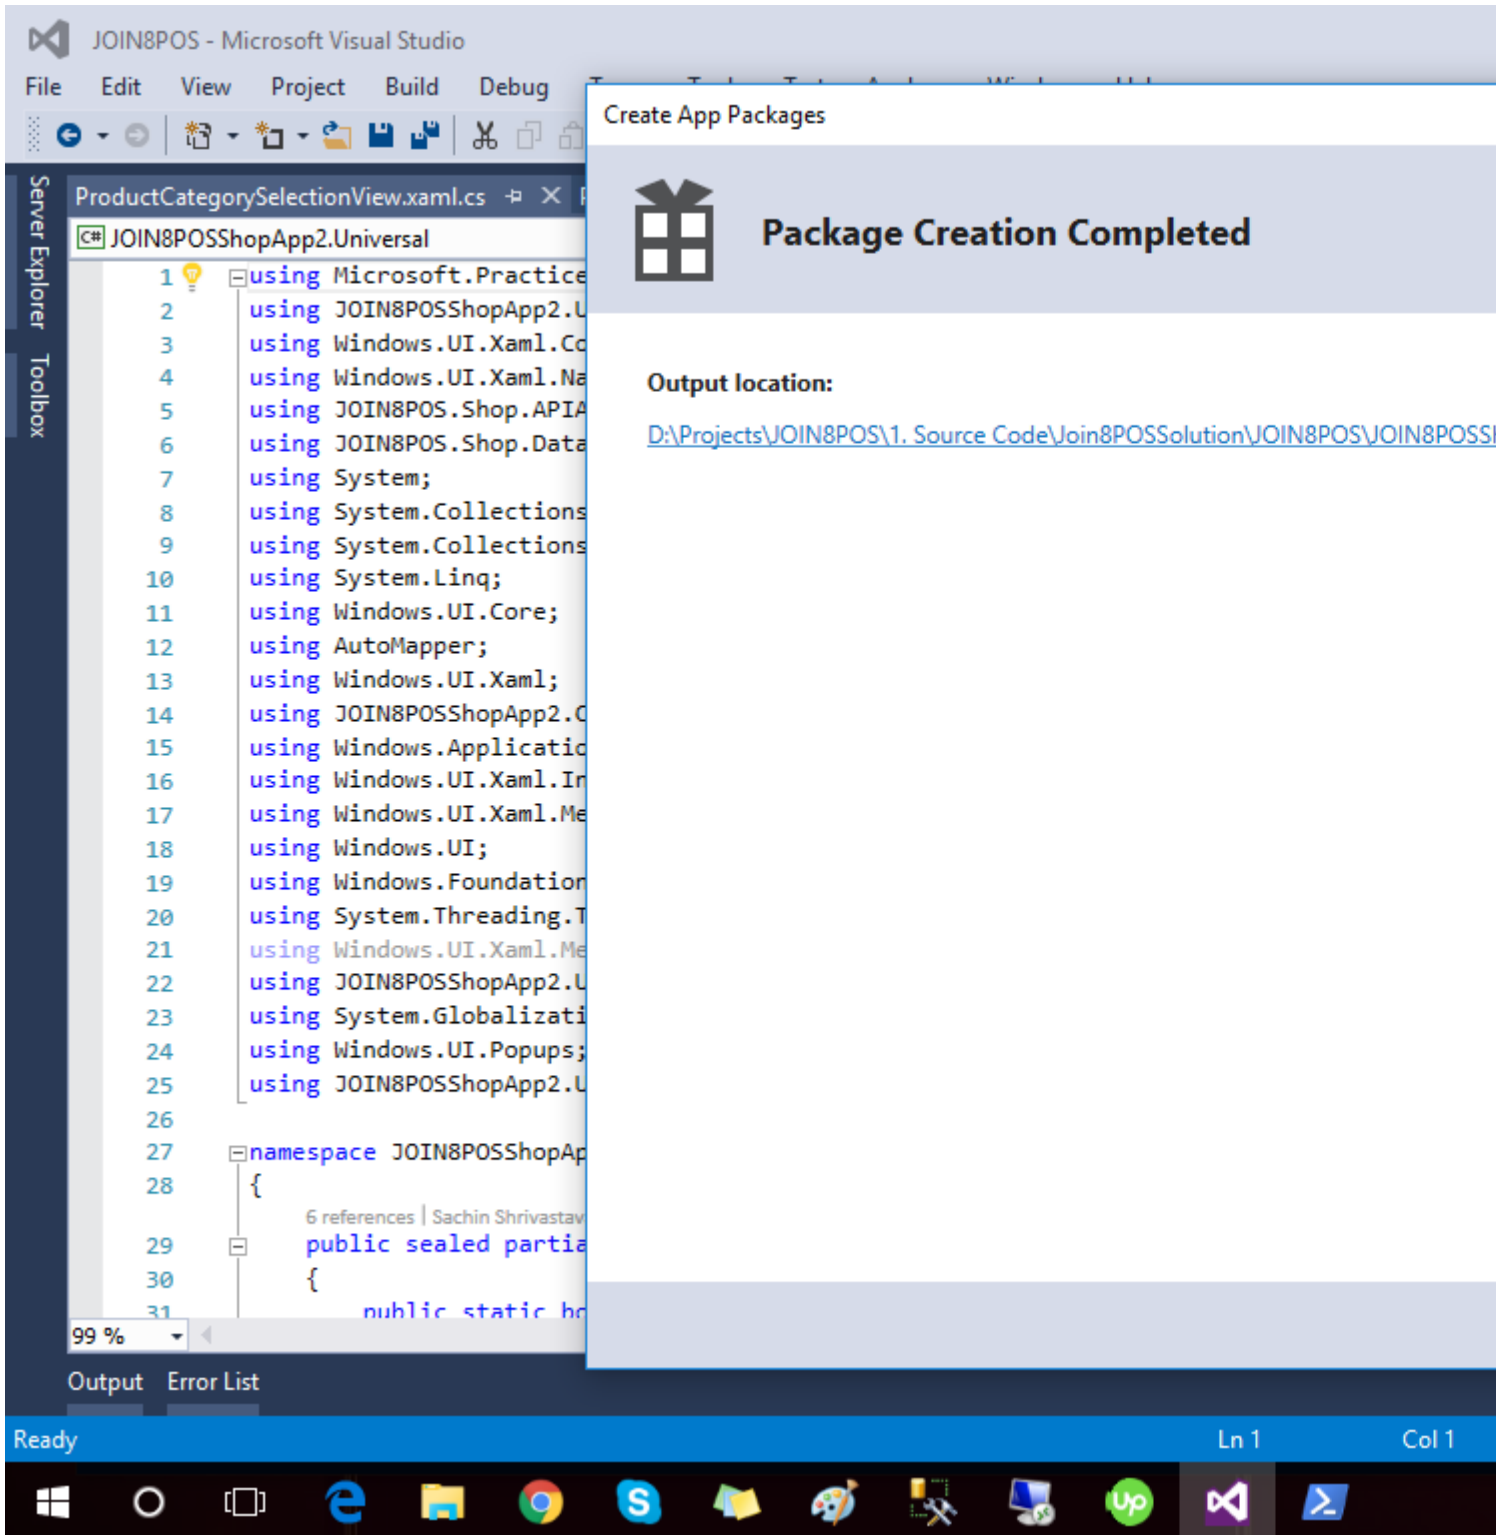 JOIN8POS - Microsoft Visual Studio
File Edit View Project Build Debug
Create App Packages
Server Explorer
Toolbox
ProductCategorySelectionView.xaml.cs
C# JOIN8POSShopApp2.Universal
Package Creation Completed
Output location:
D:\Projects\JOIN8POS\1. Source Code\Join8POSSolution\JOIN8POS\JOIN8POSSh
1 using Microsoft.Practice
2 using JOIN8POSShopApp2.U
3 using Windows.UI.Xaml.Co
4 using Windows.UI.Xaml.Na
5 using JOIN8POS.Shop.APIA
6 using JOIN8POS.Shop.Data
7 using System;
8 using System.Collections
9 using System.Collections
10 using System.Linq;
11 using Windows.UI.Core;
12 using AutoMapper;
13 using Windows.UI.Xaml;
14 using JOIN8POSShopApp2.C
15 using Windows.Applicatio
16 using Windows.UI.Xaml.In
17 using Windows.UI.Xaml.Me
18 using Windows.UI;
19 using Windows.Foundation
20 using System.Threading.T
21 using Windows.UI.Xaml.Me
22 using JOIN8POSShopApp2.U
23 using System.Globalizati
24 using Windows.UI.Popups;
25 using JOIN8POSShopApp2.U
26
27 namespace JOIN8POSShopAp
28 {
6 references | Sachin Shrivastav
29 public sealed partia
30 {
31 public static bo
99 %
Output Error List
Ready Ln 1 Col 1
Up